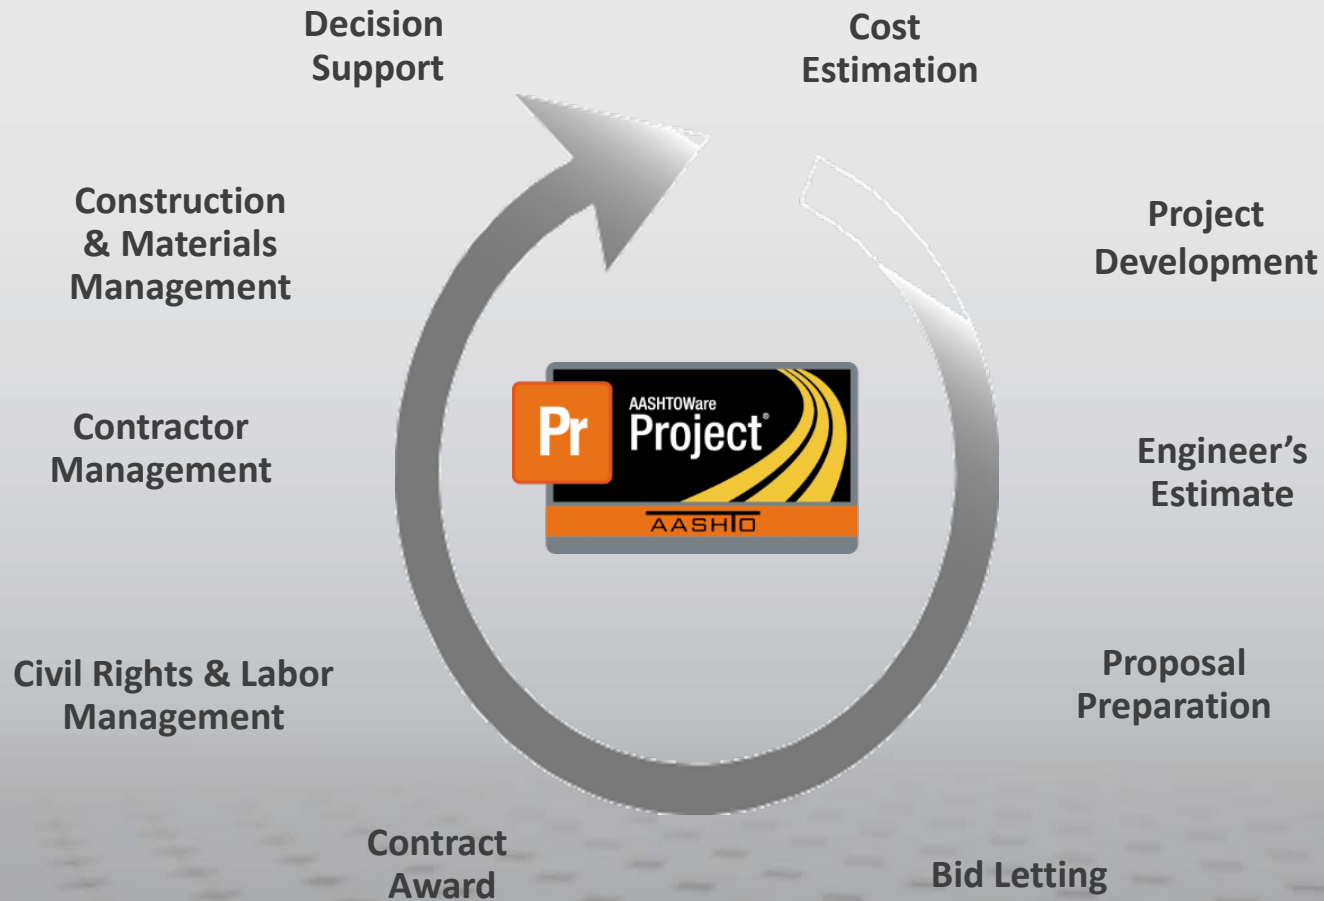 Decision
Support
Cost
Estimation
Construction
& Materials
Management
Project
Development
Pr
AASHTOWare
Project®
AASHTO
Contractor
Management
Engineer’s
Estimate
Civil Rights & Labor
Management
Proposal
Preparation
Contract
Award
Bid Letting